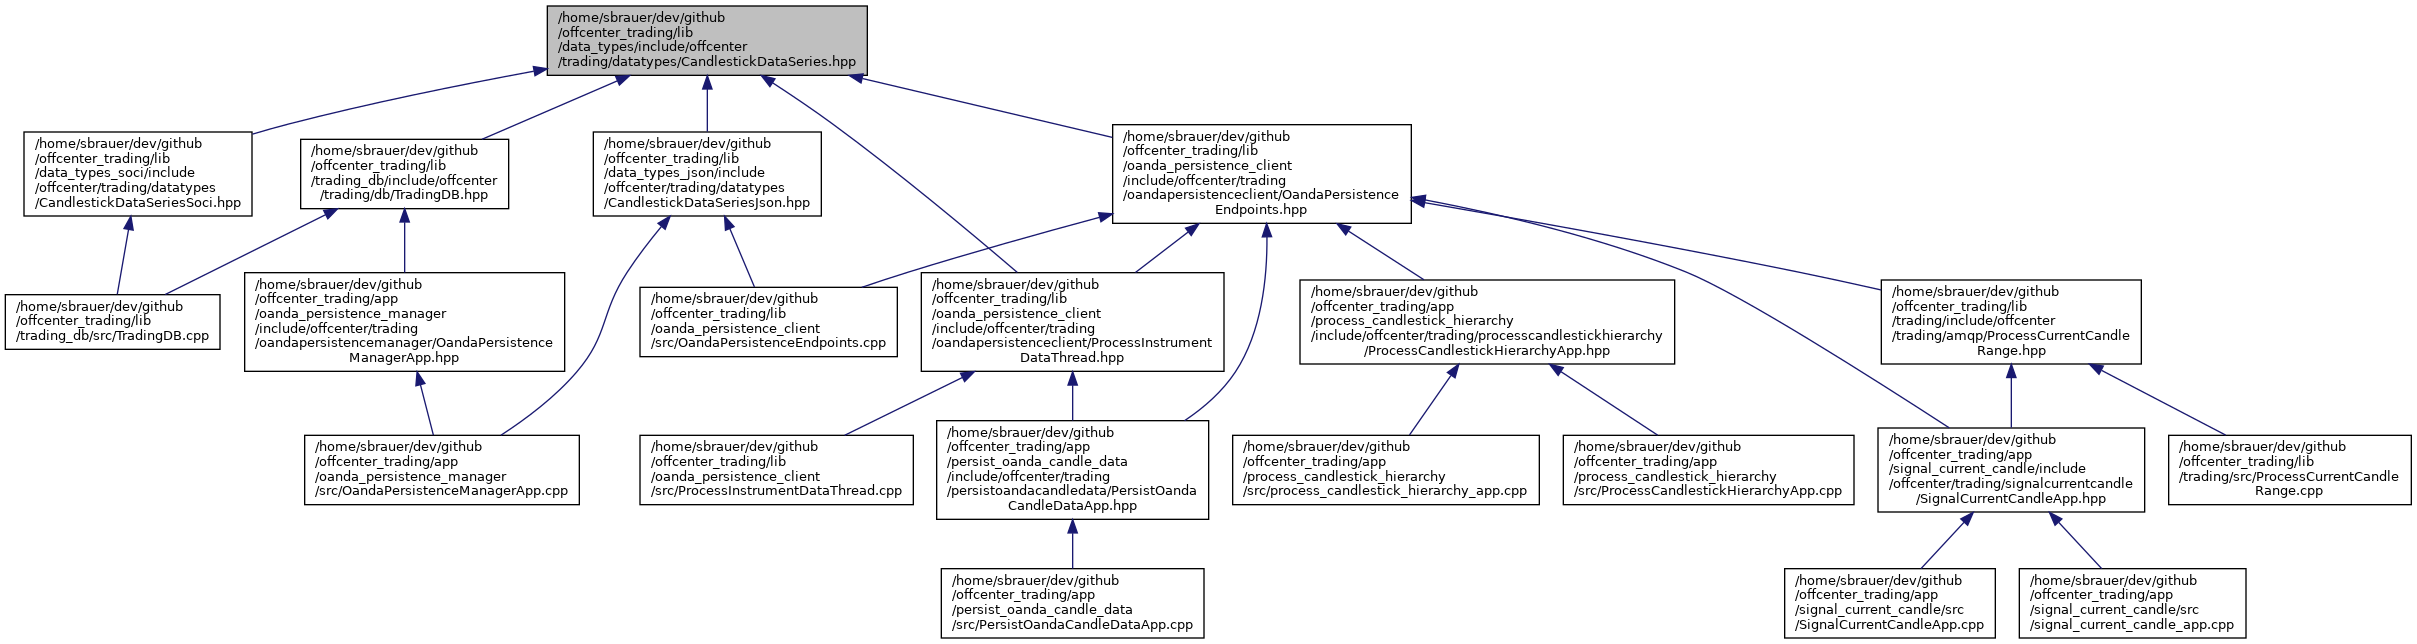 /home/sbrauer/dev/github
/offcenter_trading/lib
/data_types/include/offcenter
/trading/datatypes/CandlestickDataSeries.hpp
/home/sbrauer/dev/github
/offcenter_trading/lib
/data_types_soci/include
/offcenter/trading/datatypes
/CandlestickDataSeriesSoci.hpp
/home/sbrauer/dev/github
/offcenter_trading/lib
/trading_db/include/offcenter
/trading/db/TradingDB.hpp
/home/sbrauer/dev/github
/offcenter_trading/lib
/data_types_json/include
/offcenter/trading/datatypes
/CandlestickDataSeriesJson.hpp
/home/sbrauer/dev/github
/offcenter_trading/lib
/oanda_persistence_client
/include/offcenter/trading
/oandapersistenceclient/OandaPersistence
Endpoints.hpp
/home/sbrauer/dev/github
/offcenter_trading/lib
/trading_db/src/TradingDB.cpp
/home/sbrauer/dev/github
/offcenter_trading/app
/oanda_persistence_manager
/include/offcenter/trading
/oandapersistencemanager/OandaPersistence
ManagerApp.hpp
/home/sbrauer/dev/github
/offcenter_trading/lib
/oanda_persistence_client
/src/OandaPersistenceEndpoints.cpp
/home/sbrauer/dev/github
/offcenter_trading/lib
/oanda_persistence_client
/include/offcenter/trading
/oandapersistenceclient/ProcessInstrument
DataThread.hpp
/home/sbrauer/dev/github
/offcenter_trading/app
/process_candlestick_hierarchy
/include/offcenter/trading/processcandlestickhierarchy
/ProcessCandlestickHierarchyApp.hpp
/home/sbrauer/dev/github
/offcenter_trading/lib
/trading/include/offcenter
/trading/amqp/ProcessCurrentCandle
Range.hpp
/home/sbrauer/dev/github
/offcenter_trading/app
/oanda_persistence_manager
/src/OandaPersistenceManagerApp.cpp
/home/sbrauer/dev/github
/offcenter_trading/lib
/oanda_persistence_client
/src/ProcessInstrumentDataThread.cpp
/home/sbrauer/dev/github
/offcenter_trading/app
/persist_oanda_candle_data
/include/offcenter/trading
/persistoandacandledata/PersistOanda
CandleDataApp.hpp
/home/sbrauer/dev/github
/offcenter_trading/app
/process_candlestick_hierarchy
/src/process_candlestick_hierarchy_app.cpp
/home/sbrauer/dev/github
/offcenter_trading/app
/process_candlestick_hierarchy
/src/ProcessCandlestickHierarchyApp.cpp
/home/sbrauer/dev/github
/offcenter_trading/app
/signal_current_candle/include
/offcenter/trading/signalcurrentcandle
/SignalCurrentCandleApp.hpp
/home/sbrauer/dev/github
/offcenter_trading/lib
/trading/src/ProcessCurrentCandle
Range.cpp
/home/sbrauer/dev/github
/offcenter_trading/app
/persist_oanda_candle_data
/src/PersistOandaCandleDataApp.cpp
/home/sbrauer/dev/github
/offcenter_trading/app
/signal_current_candle/src
/SignalCurrentCandleApp.cpp
/home/sbrauer/dev/github
/offcenter_trading/app
/signal_current_candle/src
/signal_current_candle_app.cpp